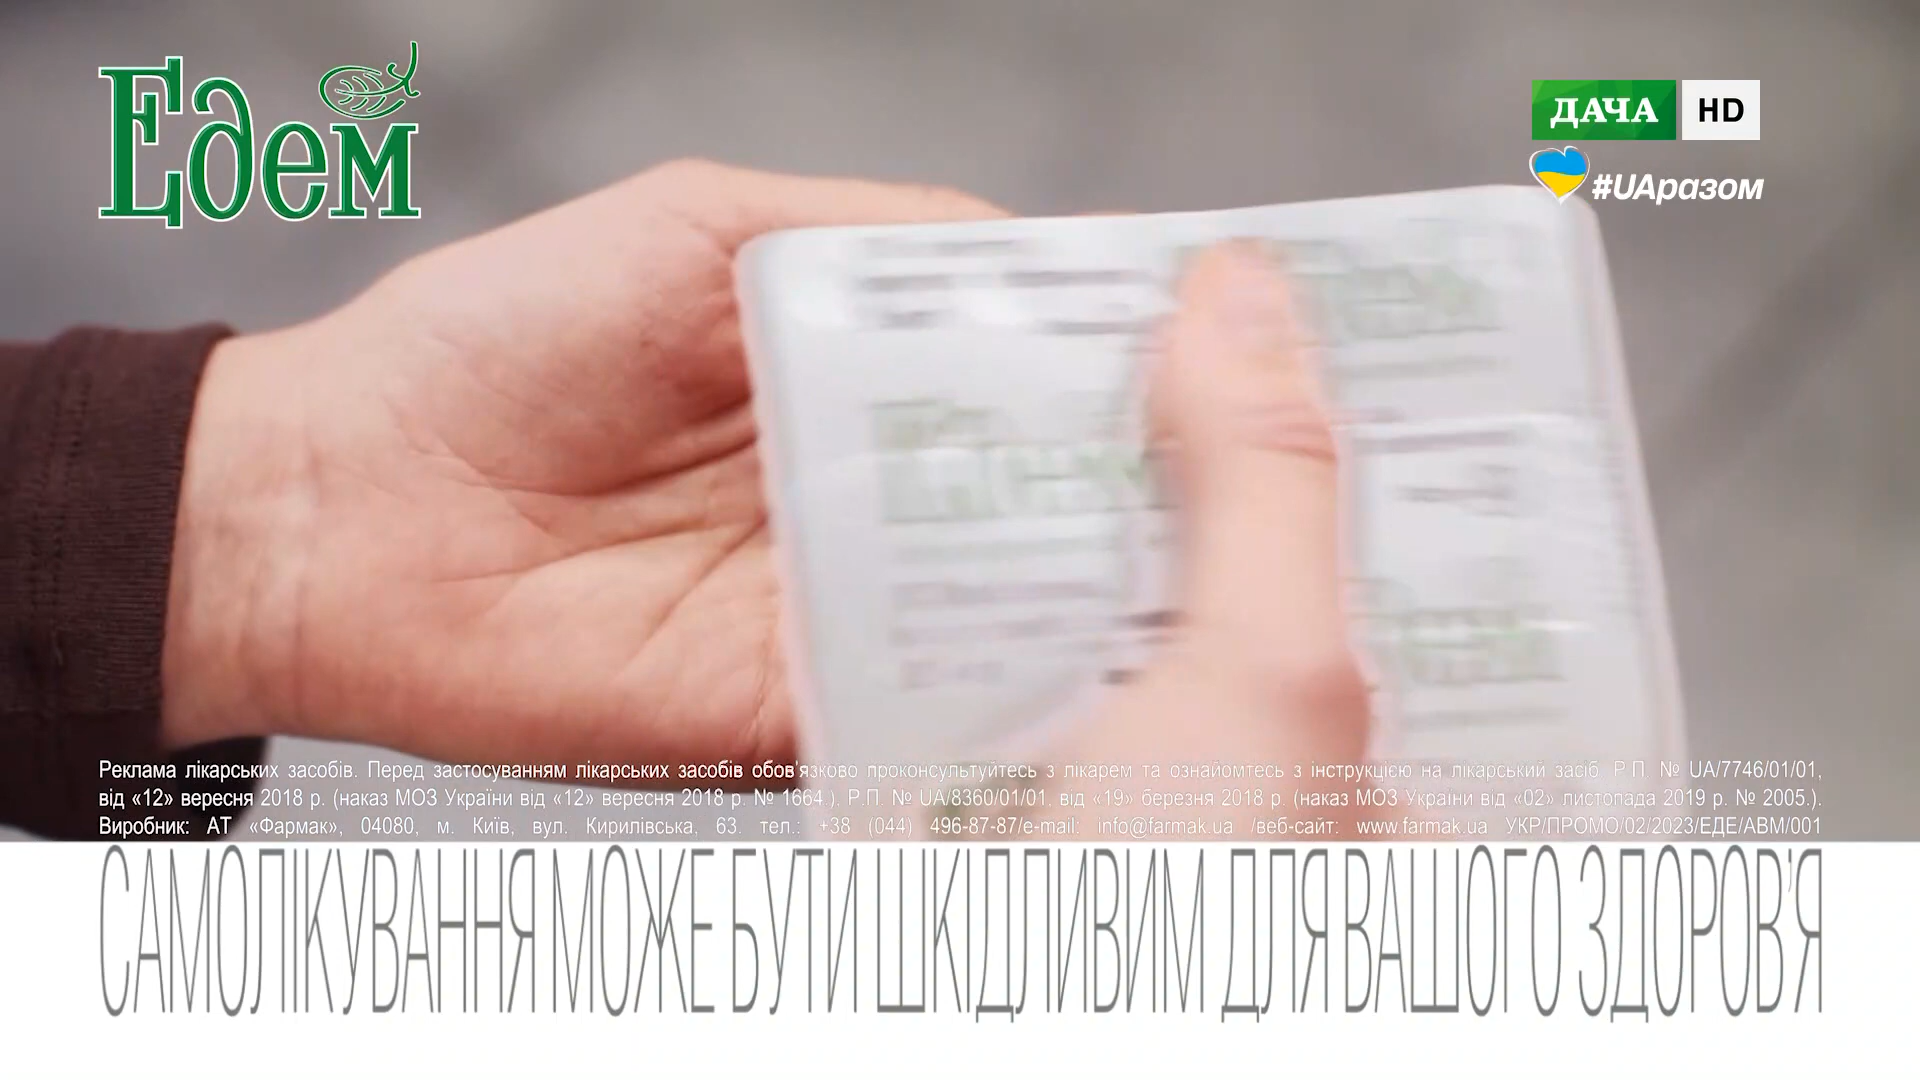 Едем
ДАЧА HD
#UAразом
Реклама лікарських засобів. Перед застосуванням лікарських засобів обов'язково проконсультуйтесь з лікарем та ознайомтесь з інструкцією на лікарський засіб. Р.П. № UA/7746/01/01,
від «12» вересня 2018 р. (наказ МОЗ України від «12» вересня 2018 р. № 1664.), Р.П. № UA/8360/01/01, від «19» березня 2018 р. (наказ МОЗ України від «02» листопада 2019 р. № 2005.).
Виробник: АТ «Фармак», 04080, м. Київ, вул. Кирилівська, 63. тел.: +38 (044) 496-87-87/e-mail: info@farmak.ua /веб-сайт: www.farmak.ua УКР/ПРОМО/02/2023/ЕДЕ/АВМ/001
САМОЛІКУВАННЯ МОЖЕ БУТИ ШКІДЛИВИМ ДЛЯ ВАШОГО ЗДОРОВ'Я